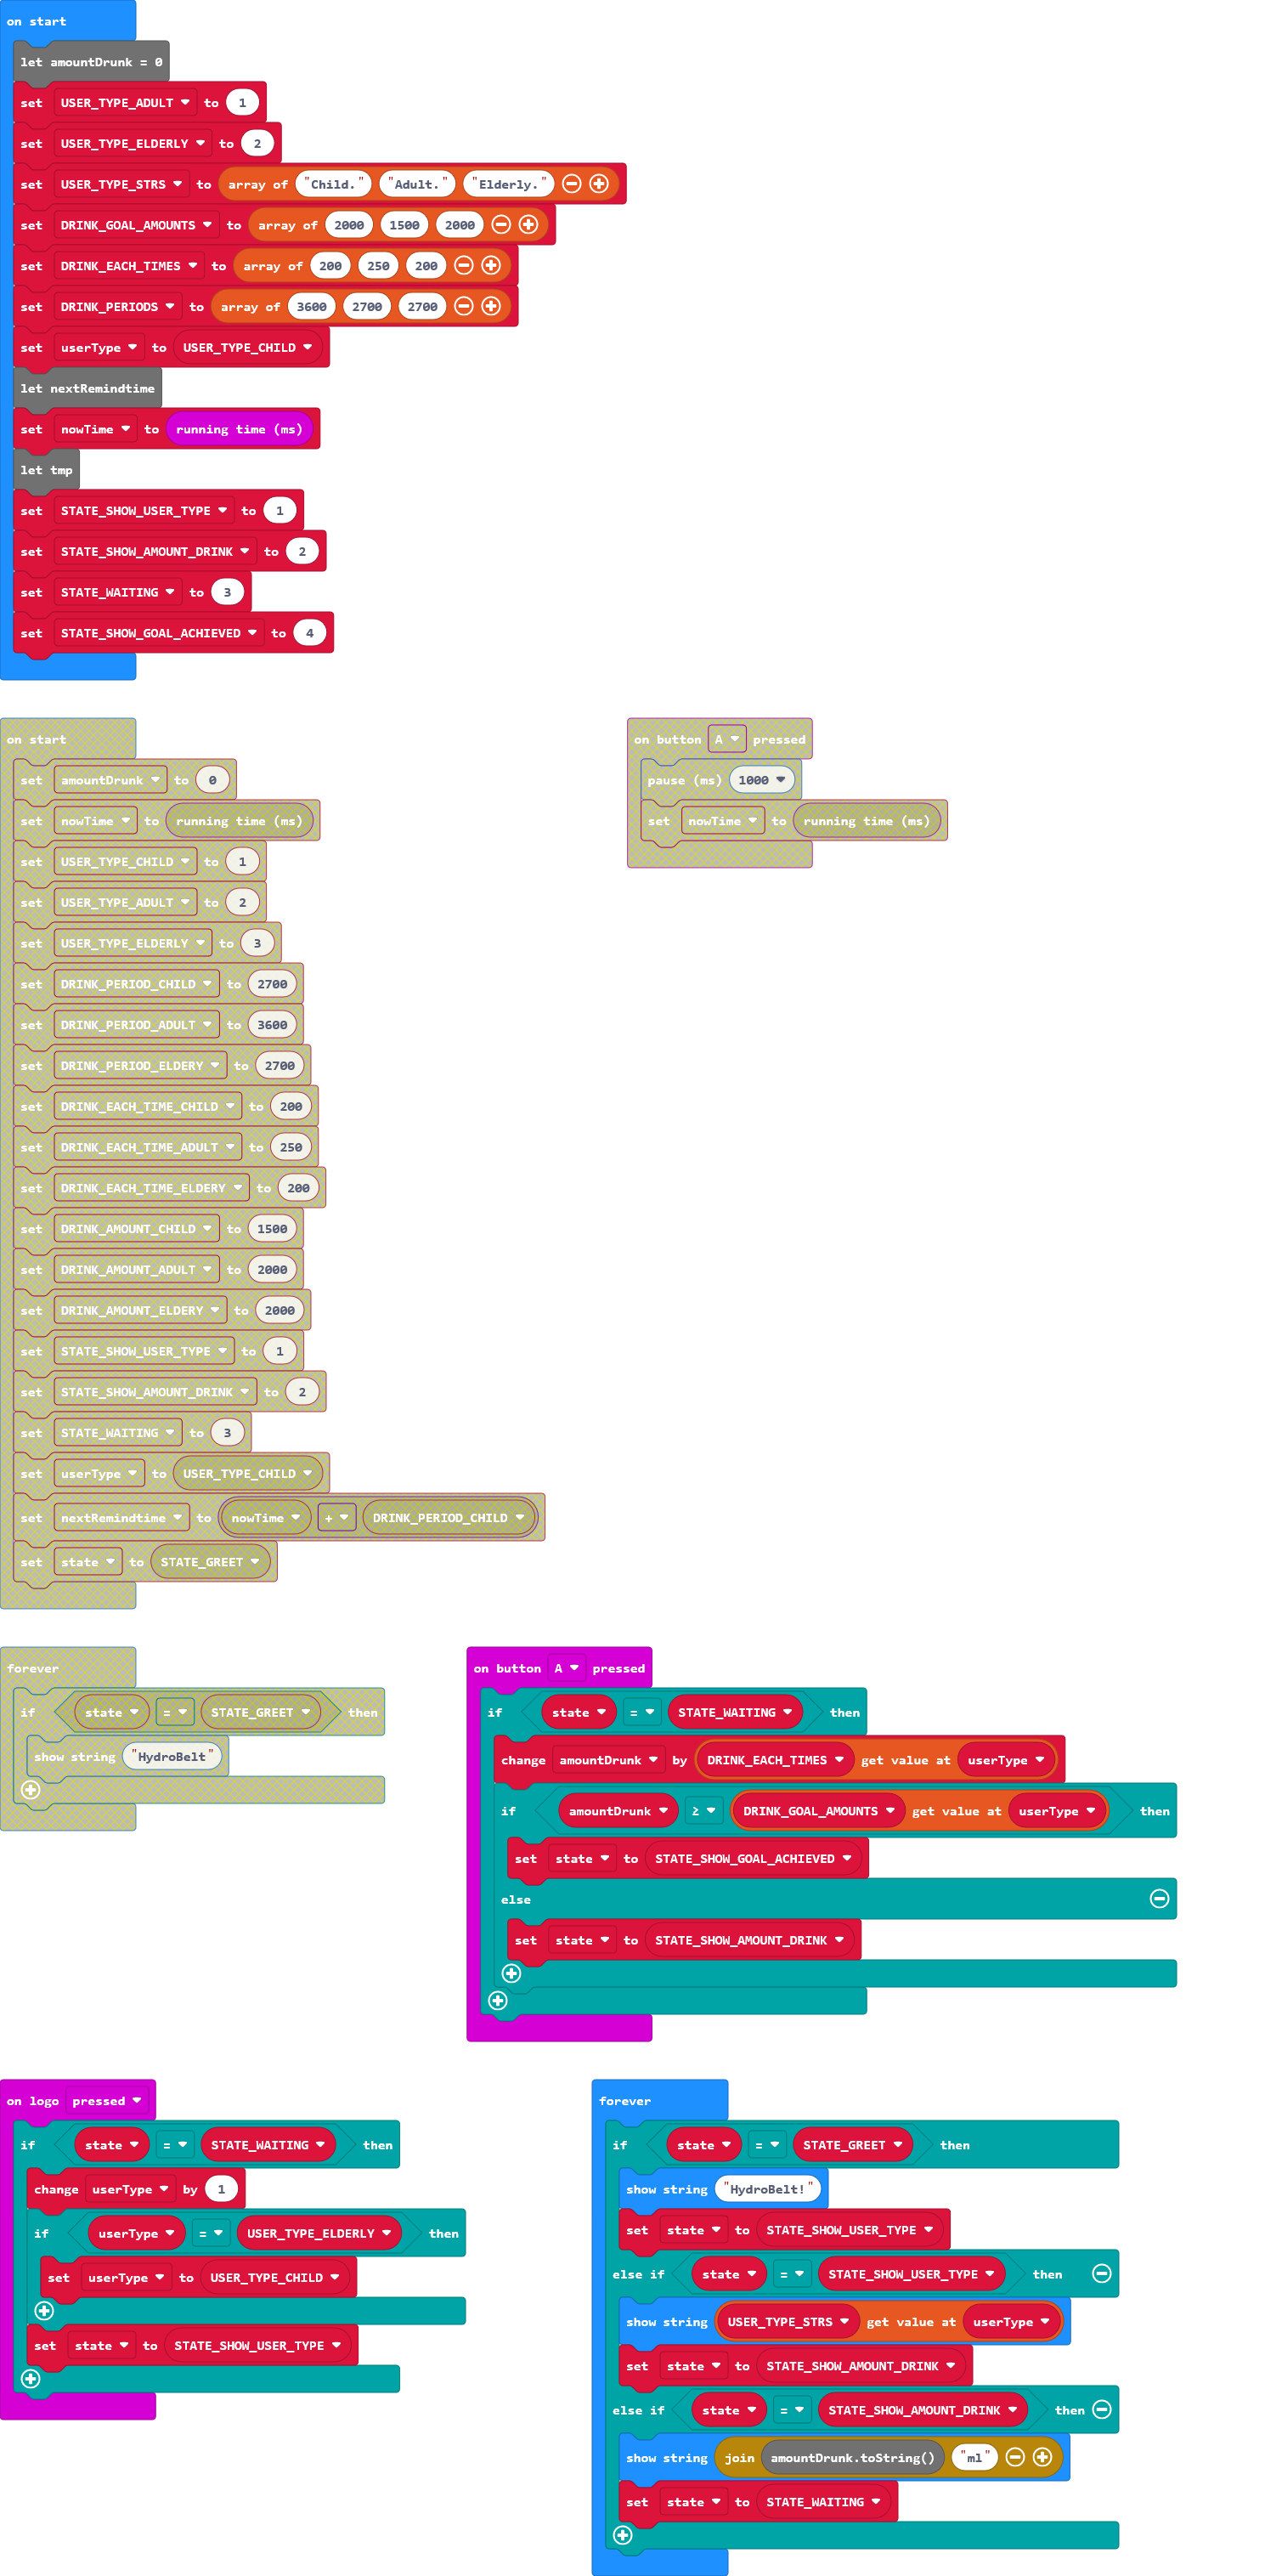 on start
let amountDrunk = 0
set USER_TYPE_ADULT to 1
set USER_TYPE_ELDERLY to 2
set USER_TYPE_STRS to array of "Child." "Adult." "Elderly."
set DRINK_GOAL_AMOUNTS to array of 2000 1500 2000
set DRINK_EACH_TIMES to array of 200 250 200
set DRINK_PERIODS to array of 3600 2700 2700
set userType to USER_TYPE_CHILD
let nextRemindtime
set nowTime to running time (ms)
let tmp
set STATE_SHOW_USER_TYPE to 1
set STATE_SHOW_AMOUNT_DRINK to 2
set STATE_WAITING to 3
set STATE_SHOW_GOAL_ACHIEVED to 4
on start
set amountDrunk to 0
set nowTime to running time (ms)
set USER_TYPE_CHILD to 1
set USER_TYPE_ADULT to 2
set USER_TYPE_ELDERLY to 3
set DRINK_PERIOD_CHILD to 2700
set DRINK_PERIOD_ADULT to 3600
set DRINK_PERIOD_ELDERY to 2700
set DRINK_EACH_TIME_CHILD to 200
set DRINK_EACH_TIME_ADULT to 250
set DRINK_EACH_TIME_ELDERY to 200
set DRINK_AMOUNT_CHILD to 1500
set DRINK_AMOUNT_ADULT to 2000
set DRINK_AMOUNT_ELDERY to 2000
set STATE_SHOW_USER_TYPE to 1
set STATE_SHOW_AMOUNT_DRINK to 2
set STATE_WAITING to 3
set userType to USER_TYPE_CHILD
set nextRemindtime to nowTime + DRINK_PERIOD_CHILD
set state to STATE_GREET
on button A pressed
pause (ms) 1000
set nowTime to running time (ms)
forever
if state = STATE_GREET then
show string "HydroBelt"
on button A pressed
if state = STATE_WAITING then
change amountDrunk by DRINK_EACH_TIMES get value at userType
if amountDrunk ≥ DRINK_GOAL_AMOUNTS get value at userType then
set state to STATE_SHOW_GOAL_ACHIEVED
else
set state to STATE_SHOW_AMOUNT_DRINK
on logo pressed
if state = STATE_WAITING then
change userType by 1
if userType = USER_TYPE_ELDERLY then
set userType to USER_TYPE_CHILD
set state to STATE_SHOW_USER_TYPE
forever
if state = STATE_GREET then
show string "HydroBelt!"
set state to STATE_SHOW_USER_TYPE
else if state = STATE_SHOW_USER_TYPE then
show string USER_TYPE_STRS get value at userType
set state to STATE_SHOW_AMOUNT_DRINK
else if state = STATE_SHOW_AMOUNT_DRINK then
show string join amountDrunk.toString() "ml"
set state to STATE_WAITING